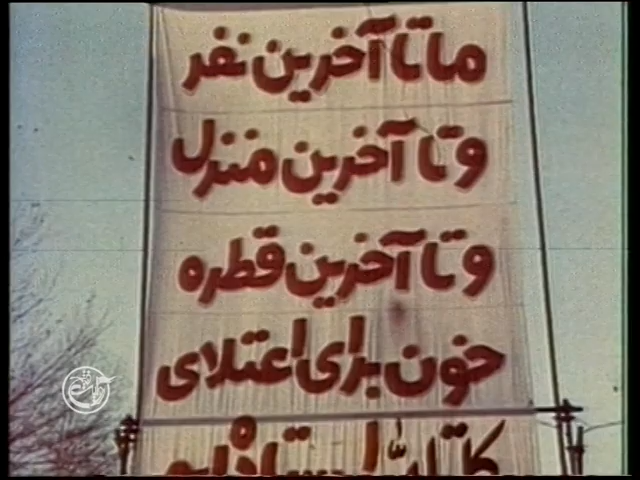 ما تا آخرین نفر
و تا آخرین منزل
و تا آخرین قطره
خون برای اعتلای